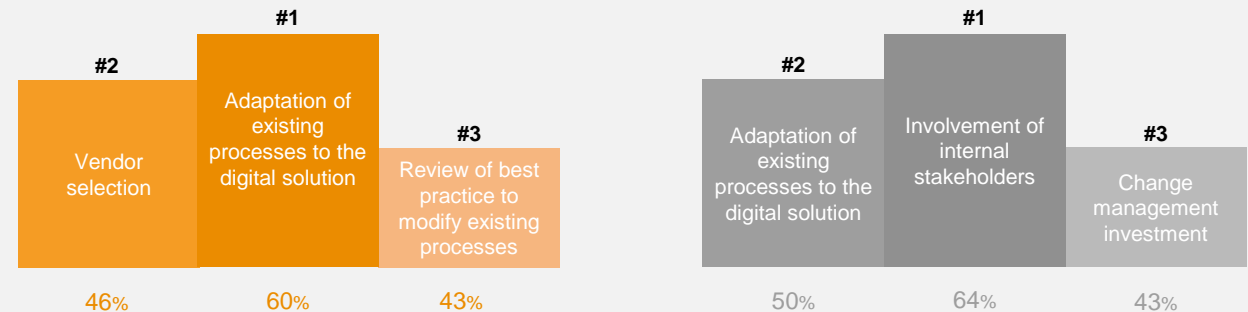 #1
#2
Adaptation of
existing
processes to the
digital solution
Vendor
selection
#3
Review of best
practice to
modify existing
processes
46%
60%
43%
#1
#2
Involvement of
internal
stakeholders
Adaptation of
existing
processes to the
digital solution
#3
Change
management
investment
50%
64%
43%